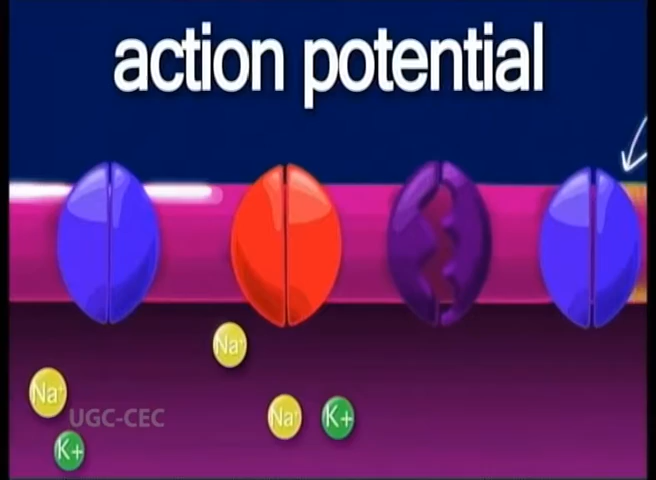 action potential
Na+
Na+
Na+
K+
UGC-CEC
K+